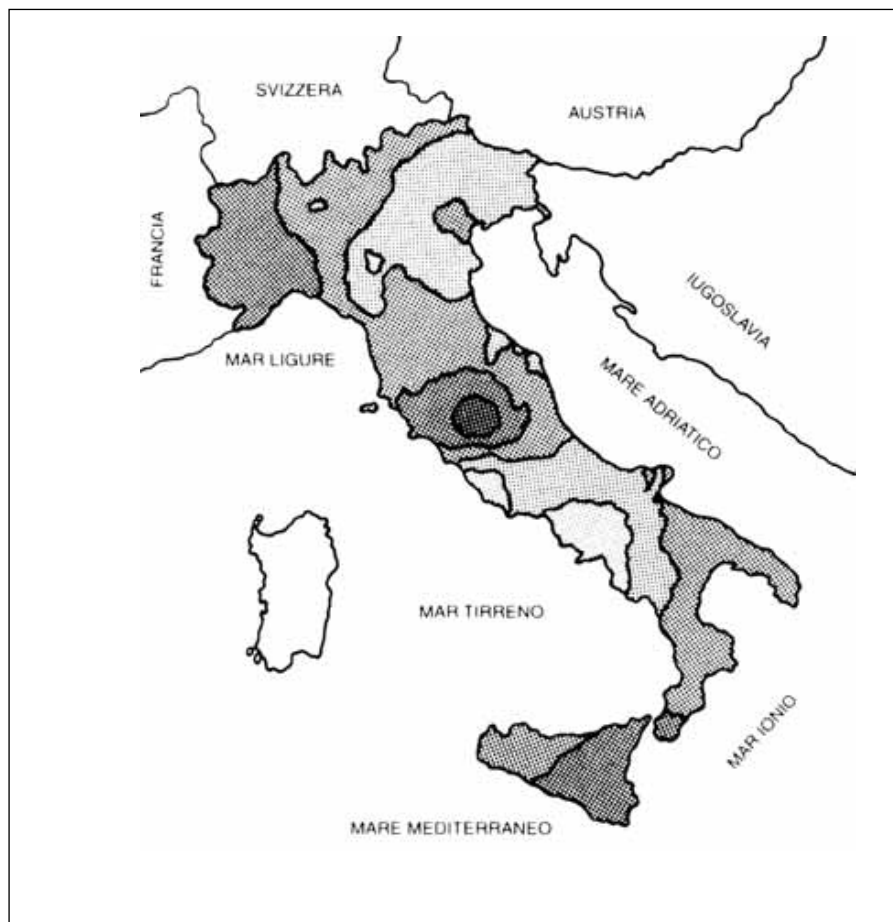 SVIZZERA
AUSTRIA
FRANCIA
IUGOSLAVIA
MAR LIGURE
MARE ADRIATICO
MAR TIRRENO
MAR IONIO
MARE MEDITERRANEO